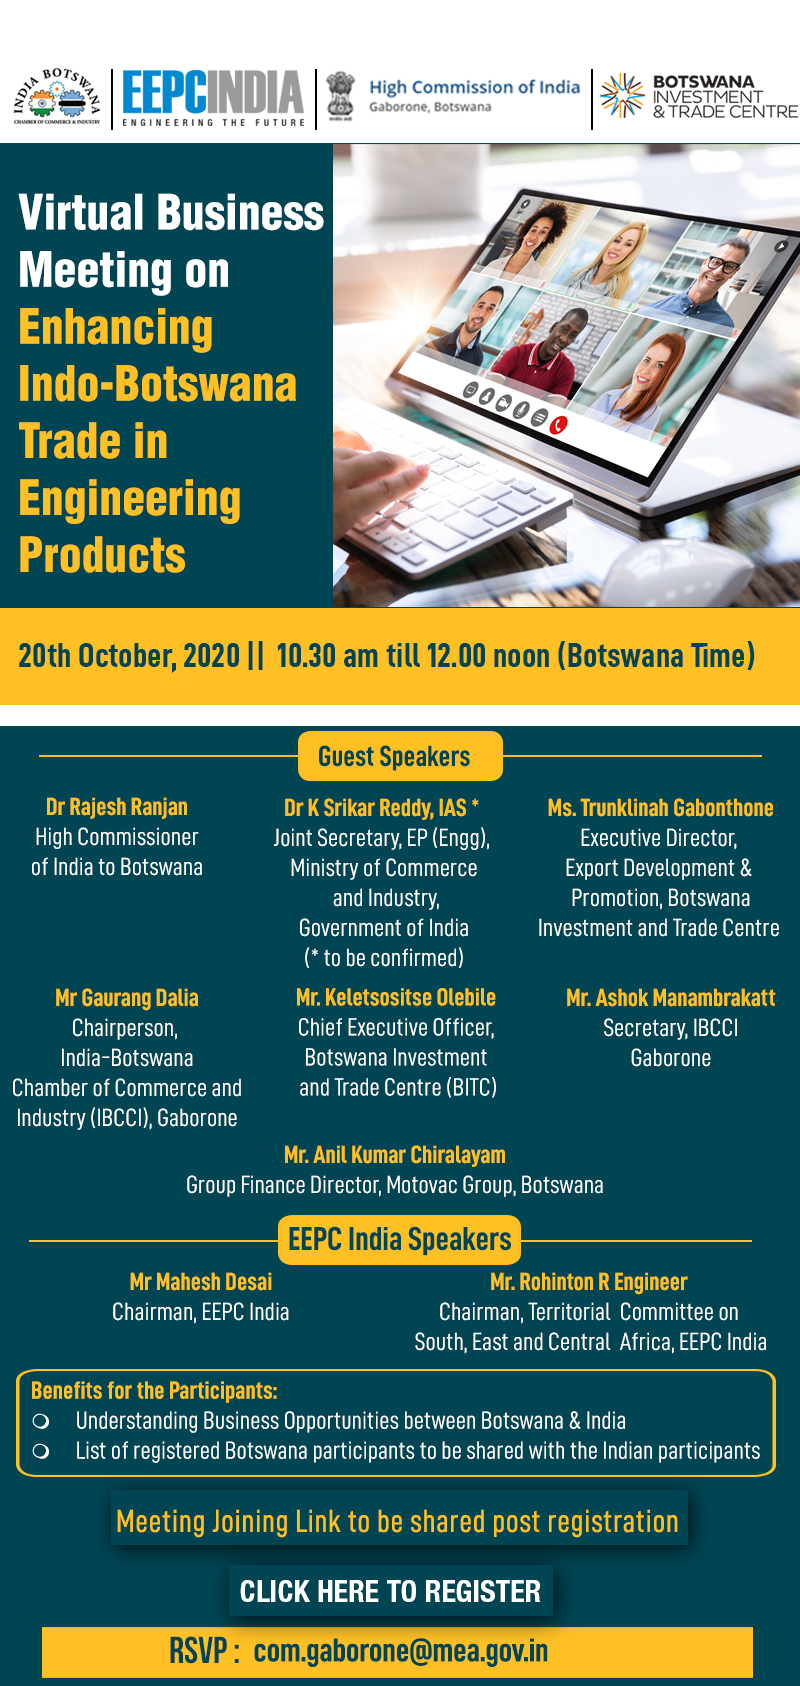 INDIA BOTSWANA
CHAMBER OF COMMERCE & INDUSTRY
EEPCINDIA
ENGINEERING THE FUTURE
High Commission of India
Gaborone, Botswana
BOTSWANA
INVESTMENT
& TRADE CENTRE
Virtual Business
Meeting on
Enhancing
Indo-Botswana
Trade in
Engineering
Products
20th October, 2020 || 10.30 am till 12.00 noon (Botswana Time)
Guest Speakers
Dr Rajesh Ranjan
High Commissioner
of India to Botswana
Dr K Srikar Reddy, IAS *
Joint Secretary, EP (Engg),
Ministry of Commerce
and Industry,
Government of India
(* to be confirmed)
Ms. Trunklinah Gabonthone
Executive Director,
Export Development &
Promotion, Botswana
Investment and Trade Centre
Mr Gaurang Dalia
Chairperson,
India-Botswana
Chamber of Commerce and
Industry (IBCCI), Gaborone
Mr. Keletsositse Olebile
Chief Executive Officer,
Botswana Investment
and Trade Centre (BITC)
Mr. Ashok Manambrakatt
Secretary, IBCCI
Gaborone
Mr. Anil Kumar Chiralayam
Group Finance Director, Motovac Group, Botswana
EEPC India Speakers
Mr Mahesh Desai
Chairman, EEPC India
Mr. Rohinton R Engineer
Chairman, Territorial Committee on
South, East and Central Africa, EEPC India
Benefits for the Participants:
❍ Understanding Business Opportunities between Botswana & India
❍ List of registered Botswana participants to be shared with the Indian participants
Meeting Joining Link to be shared post registration
CLICK HERE TO REGISTER
RSVP : com.gaborone@mea.gov.in